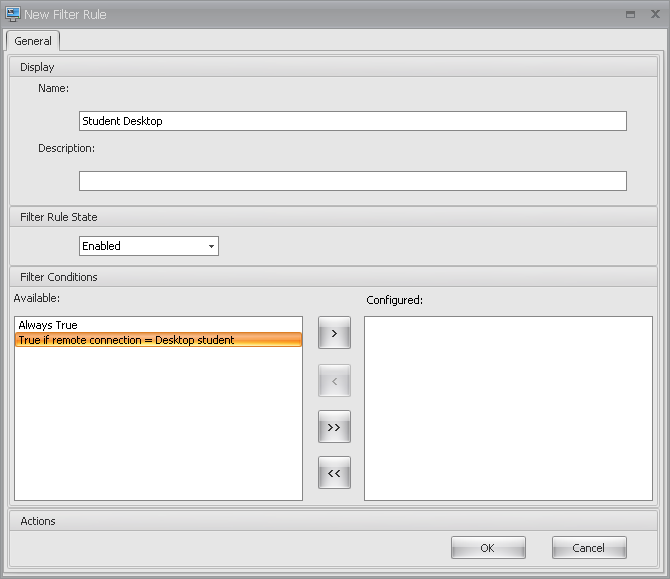 New Filter Rule
General
Display
Name:
Student Desktop
Description:
Filter Rule State
Enabled
Filter Conditions
Available:
Configured:
Always True
True if remote connection = Desktop student
>
<
>>
<<
Actions
OK
Cancel